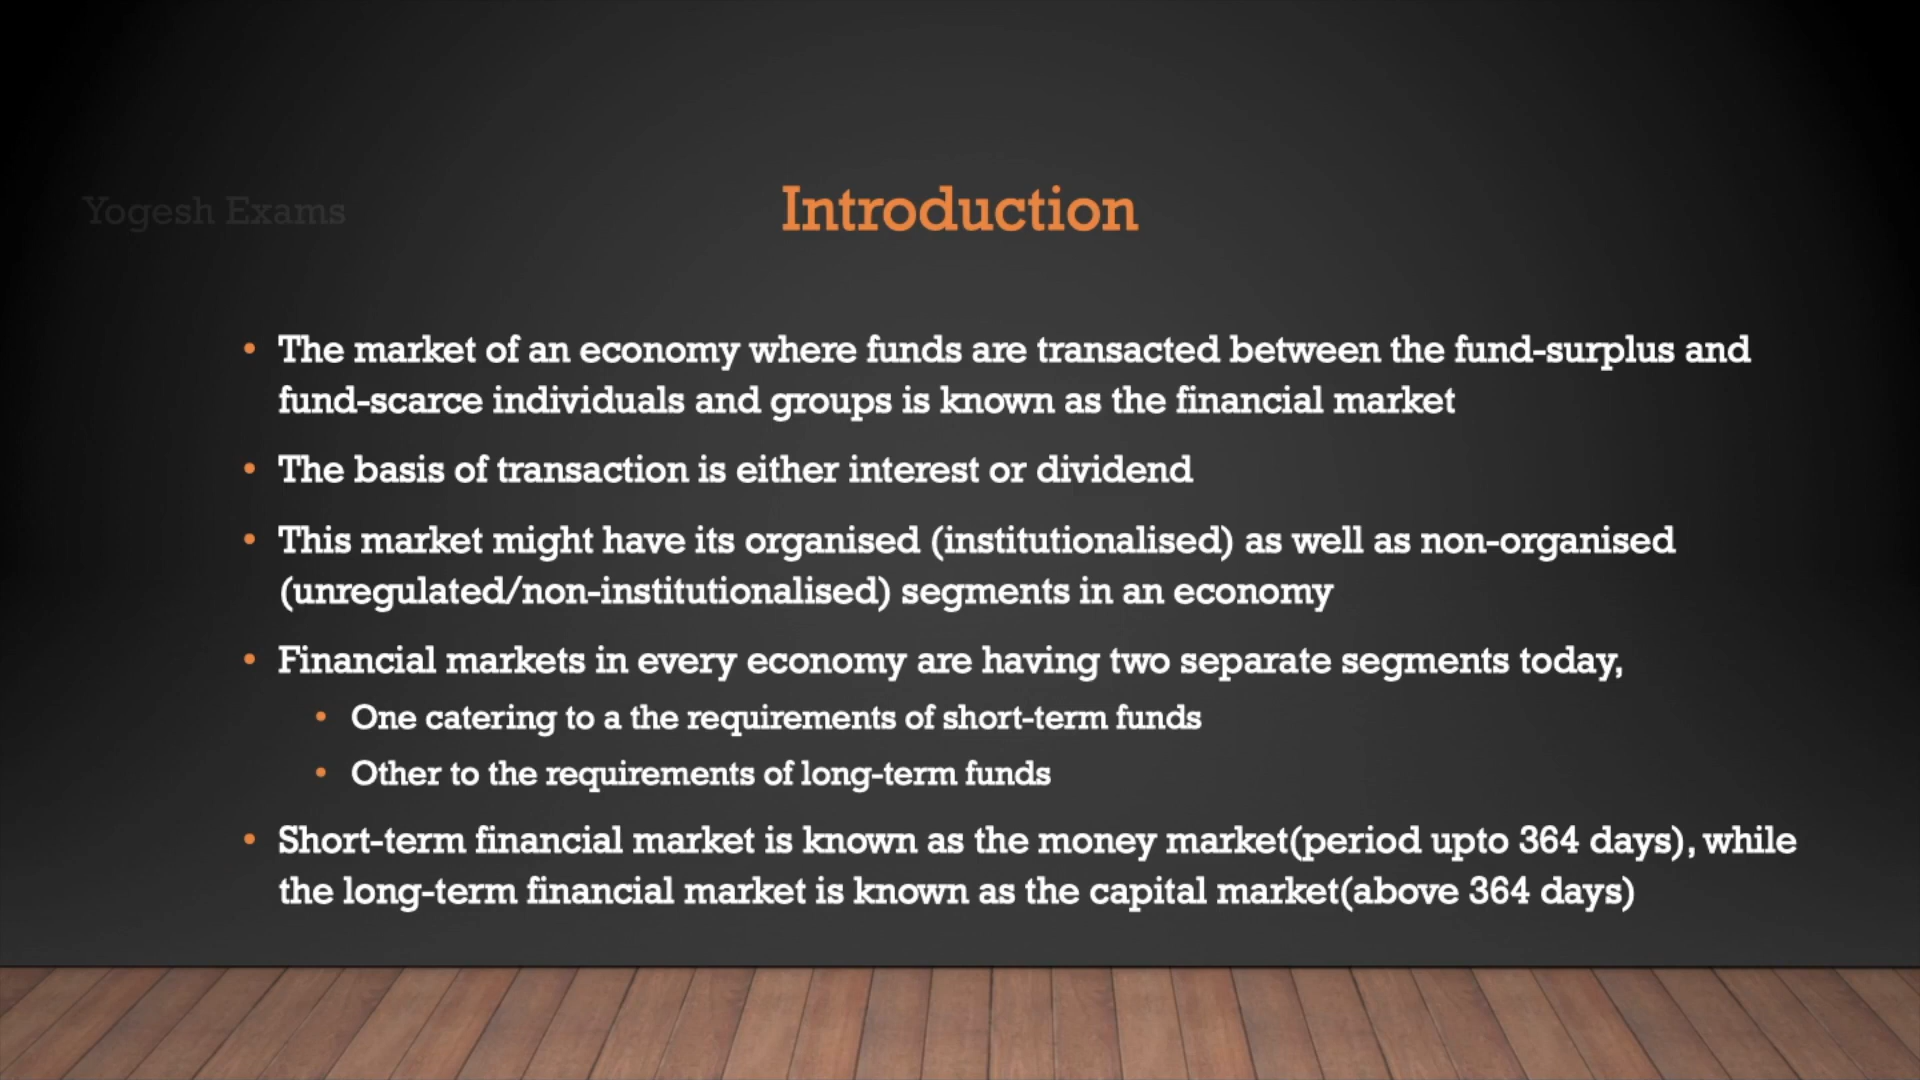 Yogesh Exams
Introduction
• The market of an economy where funds are transacted between the fund-surplus and
fund-scarce individuals and groups is known as the financial market
• The basis of transaction is either interest or dividend
• This market might have its organised (institutionalised) as well as non-organised
(unregulated/non-institutionalised) segments in an economy
• Financial markets in every economy are having two separate segments today,
• One catering to a the requirements of short-term funds
• Other to the requirements of long-term funds
• Short-term financial market is known as the money market(period upto 364 days), while
the long-term financial market is known as the capital market(above 364 days)